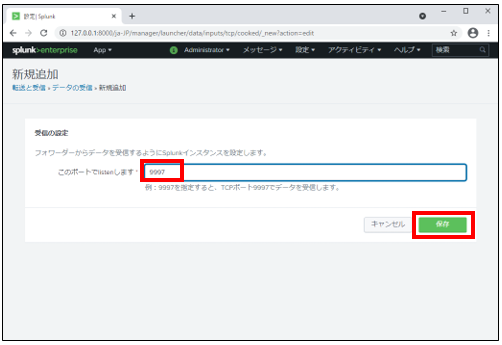 設定| Splunk
127.0.0.1:8000/ja-JP/manager/launcher/data/inputs/tcp/cooked/_new?action=edit
splunk>enterprise App Administrator メッセージ 設定 アクティビティ ヘルプ 検索
新規追加
転送と受信 » データの受信 » 新規追加
受信の設定
フォワーダーからデータを受信するようにSplunkインスタンスを設定します。
このポートでlistenします * 9997
例：9997を指定すると、TCPポート9997でデータを受信します。
キャンセル 保存